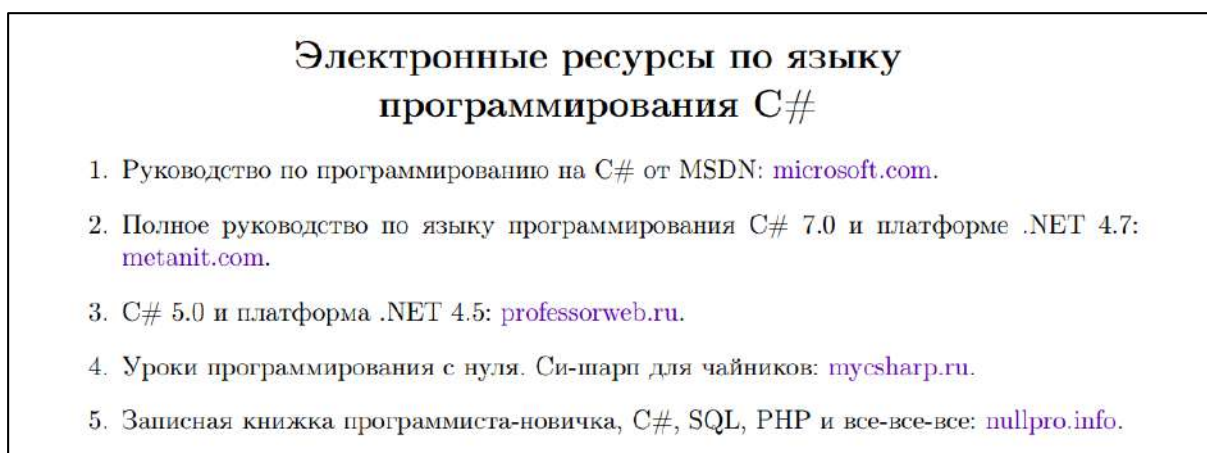 Электронные ресурсы по языку
программирования C#
1. Руководство по программированию на C# от MSDN: microsoft.com.
2. Полное руководство по языку программирования C# 7.0 и платформе .NET 4.7:
metanit.com.
3. C# 5.0 и платформа .NET 4.5: professorweb.ru.
4. Уроки программирования с нуля. Си-шарп для чайников: mycsharp.ru.
5. Записная книжка программиста-новичка, C#, SQL, PHP и все-все-все: nullpro.info.